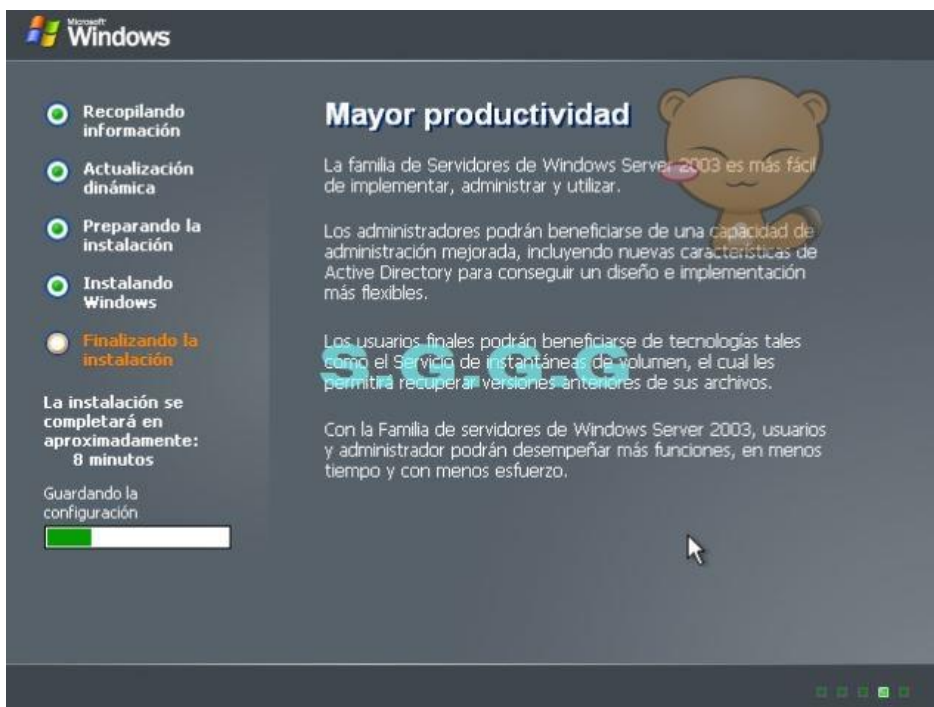 Microsoft
Windows
Recopilando
información
Actualización
dinámica
Preparando la
instalación
Instalando
Windows
Finalizando la
instalación
La instalación se
completará en
aproximadamente:
8 minutos
Guardando la
configuración
Mayor productividad
La familia de Servidores de Windows Server 2003 es más fácil
de implementar, administrar y utilizar.
Los administradores podrán beneficiarse de una capacidad de
administración mejorada, incluyendo nuevas características de
Active Directory para conseguir un diseño e implementación
más flexibles.
Los usuarios finales podrán beneficiarse de tecnologías tales
como el Servicio de instantáneas de volumen, el cual les
permitirá recuperar versiones anteriores de sus archivos.
S.G.G.G
Con la Familia de servidores de Windows Server 2003, usuarios
y administrador podrán desempeñar más funciones, en menos
tiempo y con menos esfuerzo.